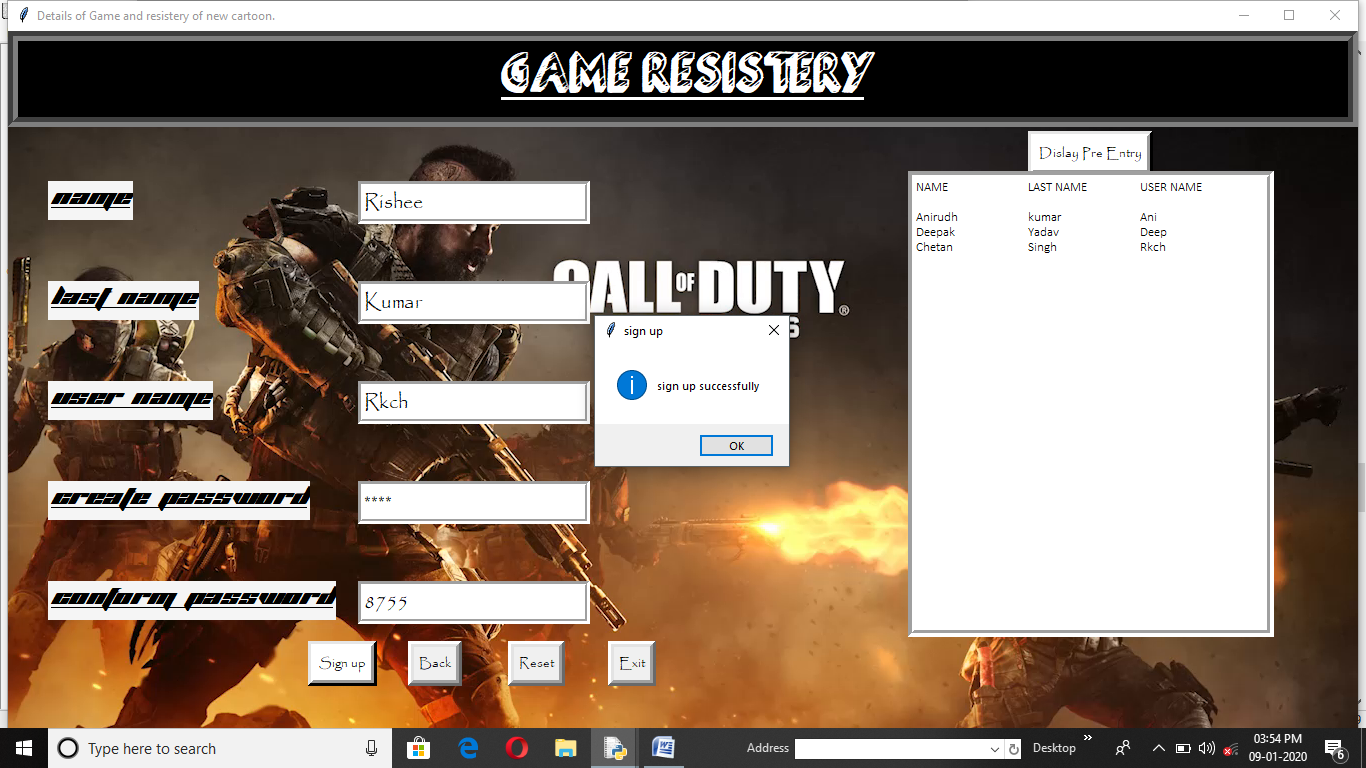 Details of Game and resistery of new cartoon.
GAME RESISTERY
Dislay Pre Entry
name
Rishee
NAME LAST NAME USER NAME
Anirudh kumar Ani
Deepak Yadav Deep
Chetan Singh Rkch
CALL OF DUTY®
last name
Kumar
6
sign up
sign up successfully
OK
user name
Rkch
create password
****
conform password
8755
Sign up Back Reset Exit
Type here to search
Address
Desktop
03:54 PM
09-01-2020
6